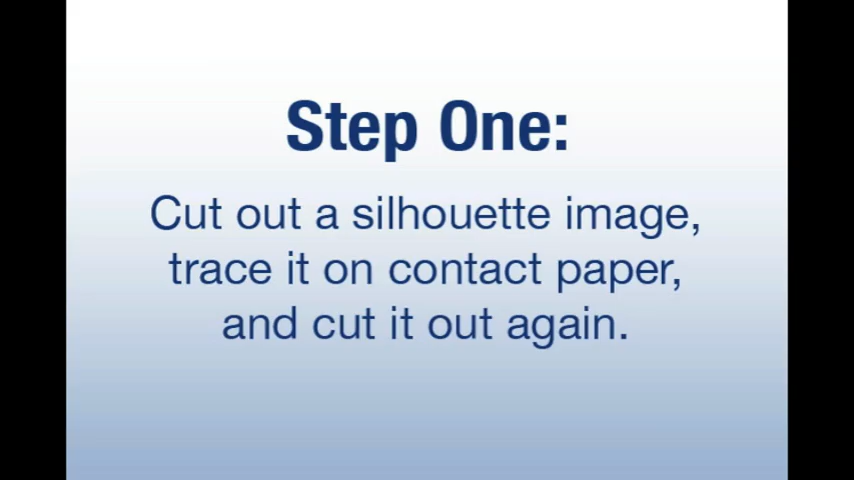 Step One:
Cut out a silhouette image,
trace it on contact paper,
and cut it out again.